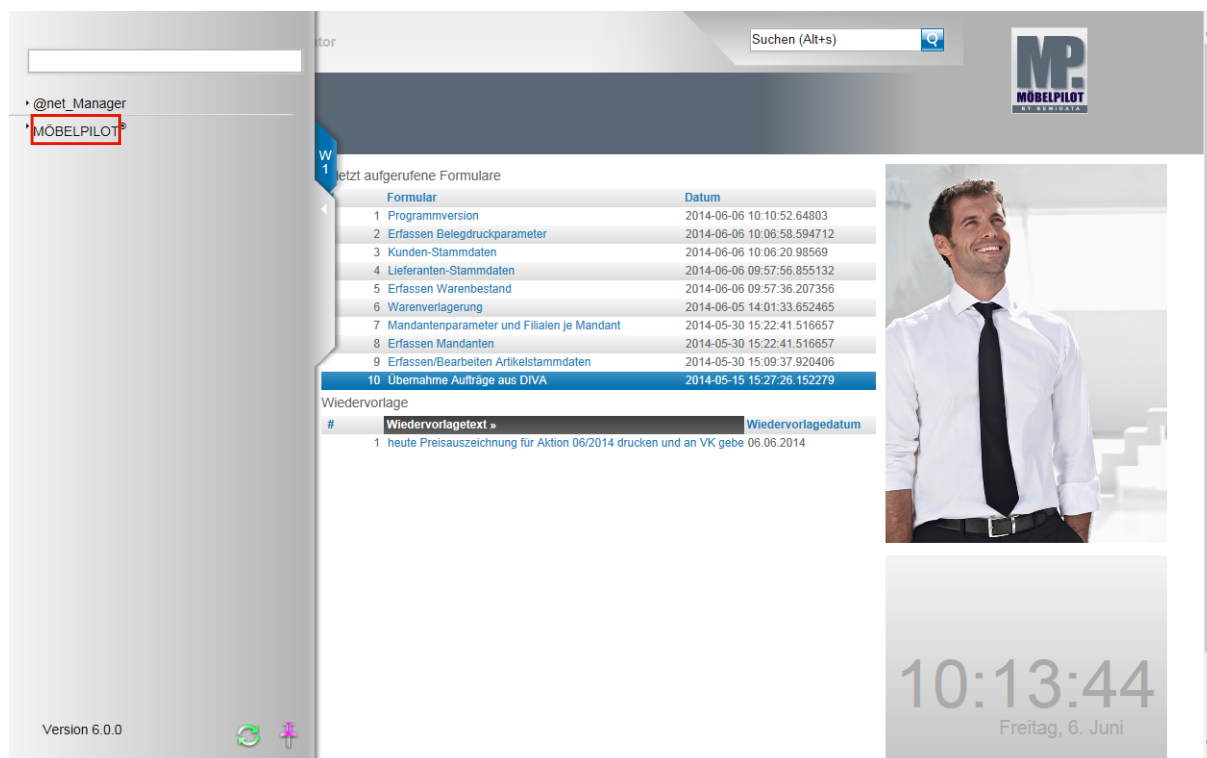 tor
Suchen (Alt+s)
MP.
MÖBELPILOT
BY BEMIDATA
@net_Manager
MÖBELPILOT®
W
1
letzt aufgerufene Formulare
Formular Datum
1 Programmversion 2014-06-06 10:10:52.64803
2 Erfassen Belegdruckparameter 2014-06-06 10:06:58.594712
3 Kunden-Stammdaten 2014-06-06 10:06:20.98569
4 Lieferanten-Stammdaten 2014-06-06 09:57:56.855132
5 Erfassen Warenbestand 2014-06-06 09:57:36.207356
6 Warenverlagerung 2014-06-05 14:01:33.652465
7 Mandantenparameter und Filialen je Mandant 2014-05-30 15:22:41.516657
8 Erfassen Mandanten 2014-05-30 15:22:41.516657
9 Erfassen/Bearbeiten Artikelstammdaten 2014-05-30 15:09:37.920406
10 Übernahme Aufträge aus DIVA 2014-05-15 15:27:26.152279
Wiedervorlage
# Wiedervorlagetext » Wiedervorlagedatum
1 heute Preisauszeichnung für Aktion 06/2014 drucken und an VK gebe 06.06.2014
10:13:44
Freitag, 6. Juni
Version 6.0.0